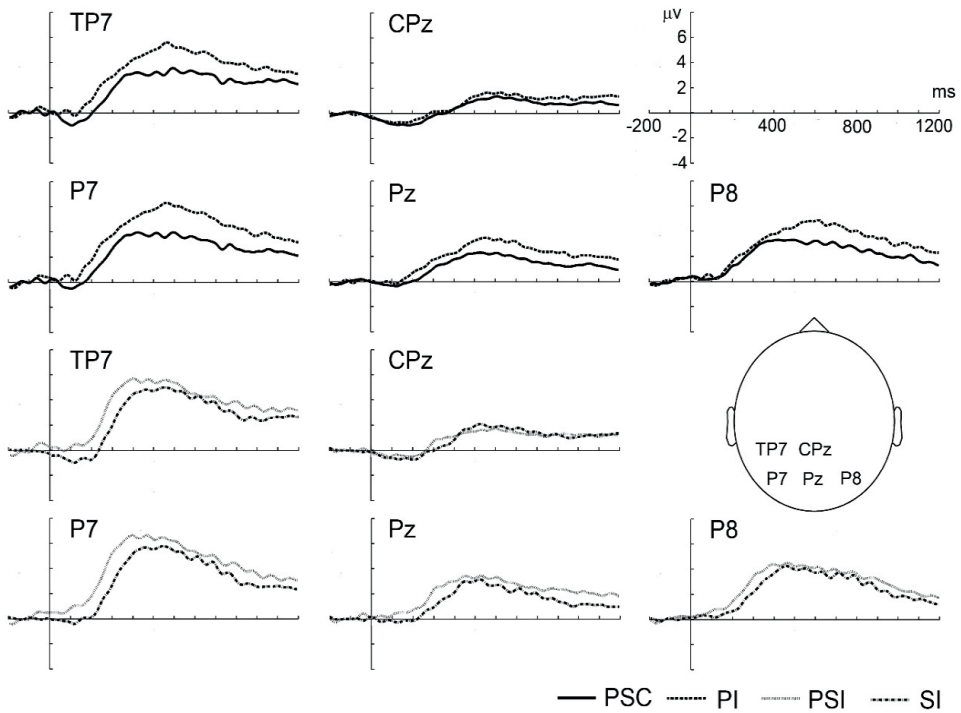 TP7 CPz μv
6
4
2
ms
-200 400 800 1200
-2
-4
P7 Pz P8
TP7 CPz
TP7 CPz
P7 Pz P8
P7 Pz P8
PSC PI PSI SI